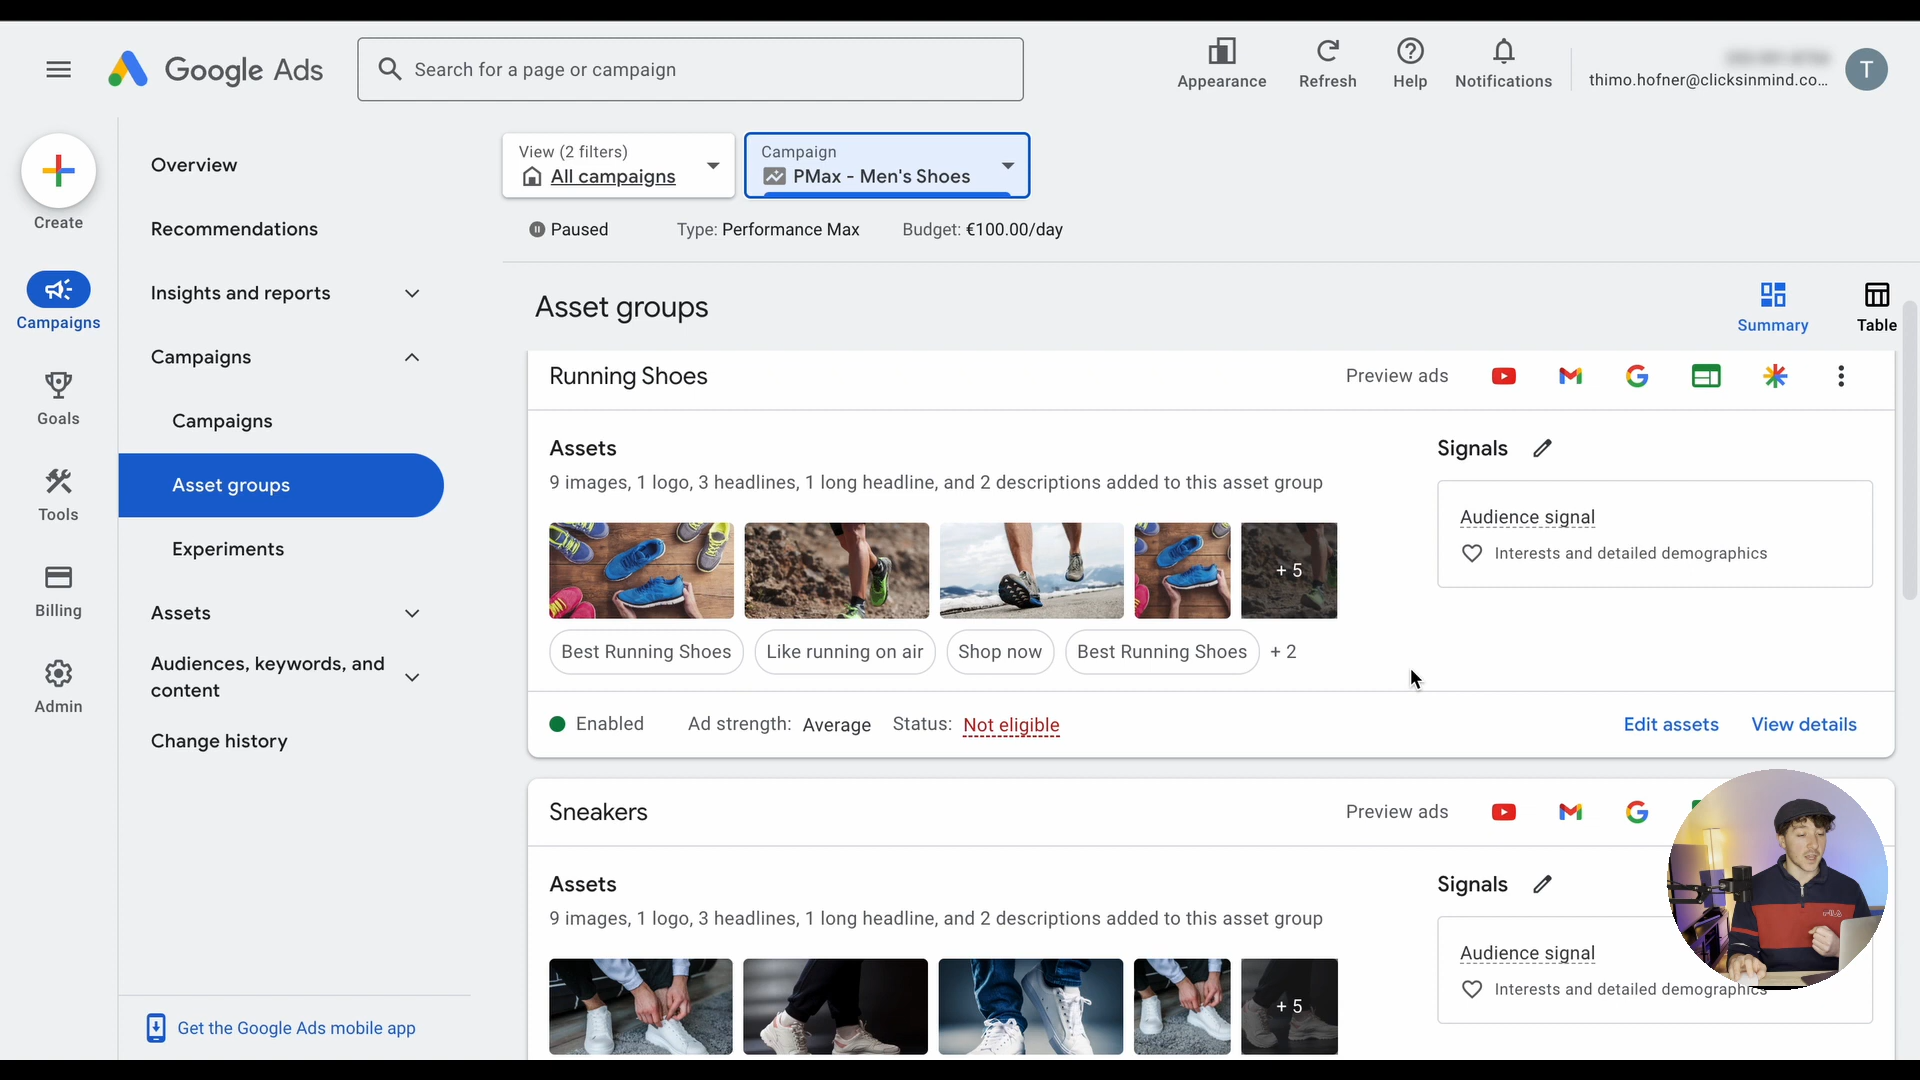 Google Ads
Search for a page or campaign
Appearance
Refresh
Help
Notifications
thimo.hofner@clicksinmind.co...
T
Create
Campaigns
Goals
Tools
Billing
Admin
Overview
Recommendations
Insights and reports
Campaigns
Campaigns
Asset groups
Experiments
Assets
Audiences, keywords, and
content
Change history
Get the Google Ads mobile app
View (2 filters)
All campaigns
Campaign
PMax - Men's Shoes
Paused
Type: Performance Max
Budget: €100.00/day
Asset groups
Summary
Table
Running Shoes
Preview ads
Assets
9 images, 1 logo, 3 headlines, 1 long headline, and 2 descriptions added to this asset group
+ 5
Best Running Shoes
Like running on air
Shop now
Best Running Shoes
+ 2
Signals
Audience signal
Interests and detailed demographics
Enabled
Ad strength: Average
Status: Not eligible
Edit assets
View details
Sneakers
Preview ads
Assets
9 images, 1 logo, 3 headlines, 1 long headline, and 2 descriptions added to this asset group
+ 5
Signals
Audience signal
Interests and detailed demographics
FILA